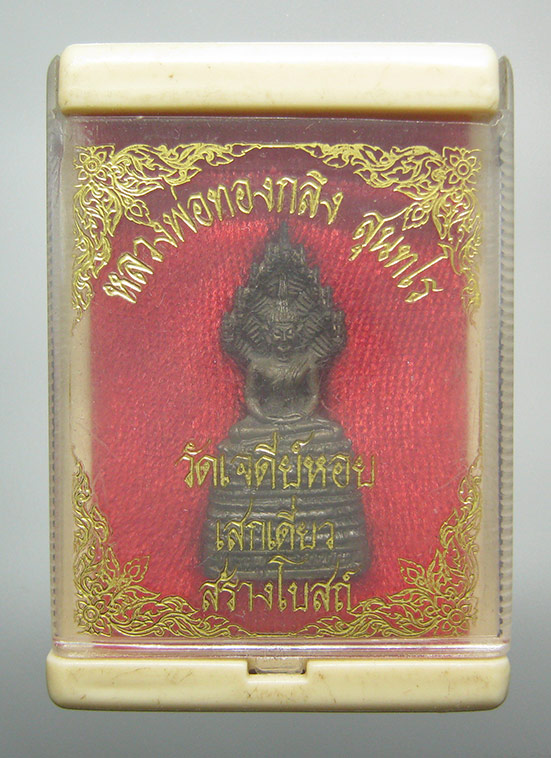 หลวงพ่อทองกลึง สุนฺทโร
วัดเจดีย์หอย
เสกเดี่ยว
สร้างโบสถ์